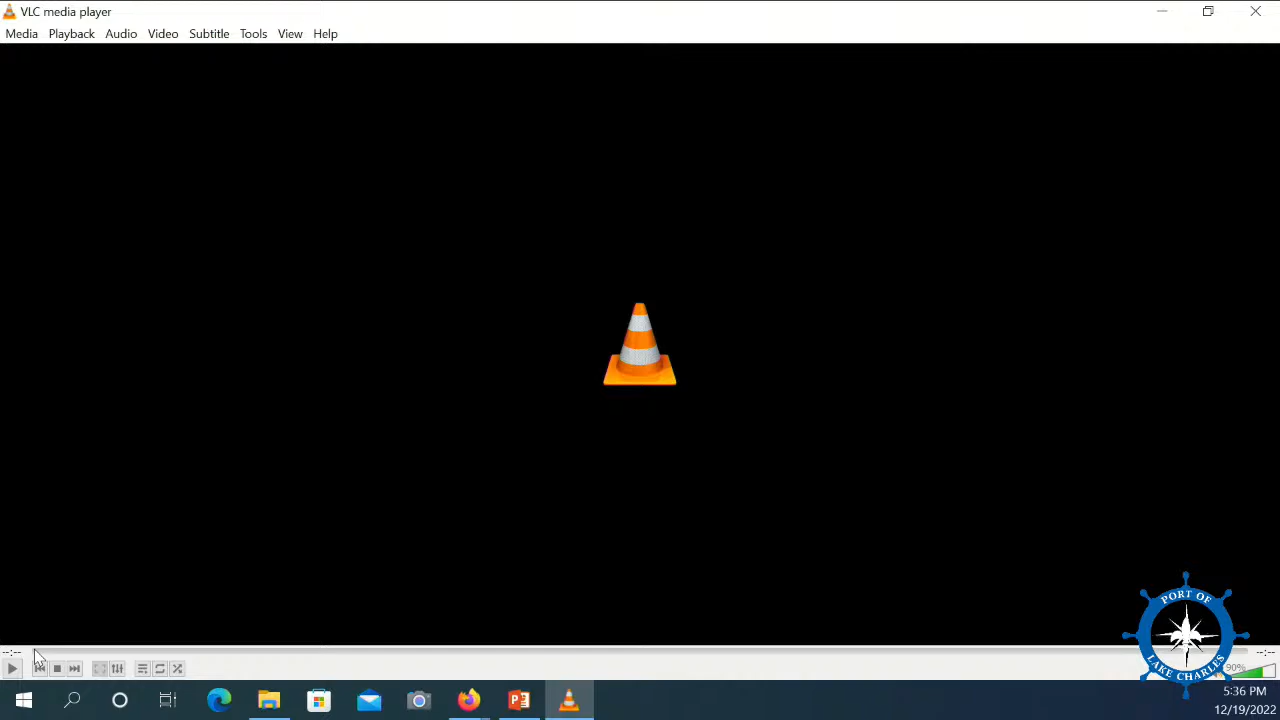 VLC media player
Media Playback Audio Video Subtitle Tools View Help
--:--
--:--
PORT OF
LAKE CHARLES
90%
5:36 PM
12/19/2022